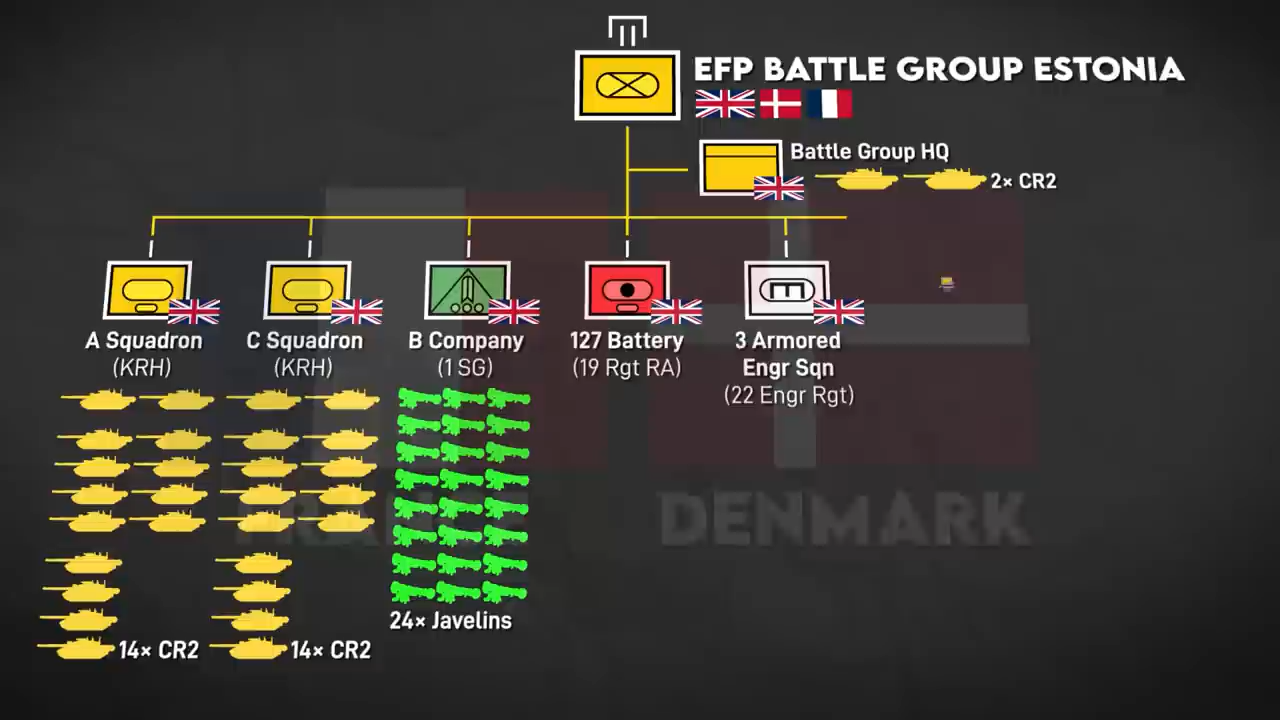 EFP BATTLE GROUP ESTONIA
Battle Group HQ
2× CR2
A Squadron
(KRH)
C Squadron
(KRH)
B Company
(1 SG)
127 Battery
(19 Rgt RA)
3 Armored
Engr Sqn
(22 Engr Rgt)
FRANCE
DENMARK
24× Javelins
14× CR2
14× CR2